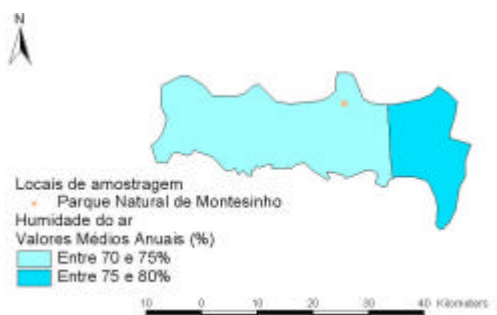 N
Locais de amostragem
Parque Natural de Montesinho
Humidade do ar
Valores Médios Anuais (%)
Entre 70 e 75%
Entre 75 e 80%
10 0 10 20 30 40 Kilometers